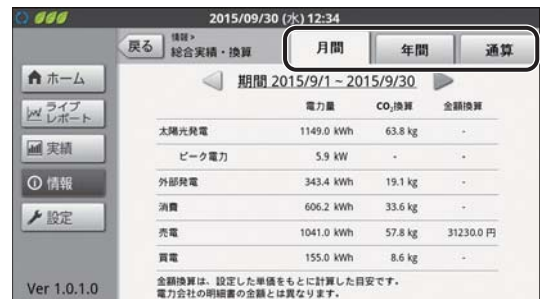 2015/09/30 (水) 12:34
戻る
情報>
総合実績・換算
月間
年間
通算
ホーム
ライブ
レポート
実績
情報
設定
Ver 1.0.1.0
期間 2015/9/1 ~ 2015/9/30
電力量 CO₂換算 金額換算
太陽光発電 1149.0 kWh 63.8 kg -
ピーク電力 5.9 kW - -
外部発電 343.4 kWh 19.1 kg -
消費 606.2 kWh 33.6 kg -
売電 1041.0 kWh 57.8 kg 31230.0 円
買電 155.0 kWh 8.6 kg -
金額換算は、設定した単価をもとに計算した目安です。
電力会社の明細書の金額とは異なります。